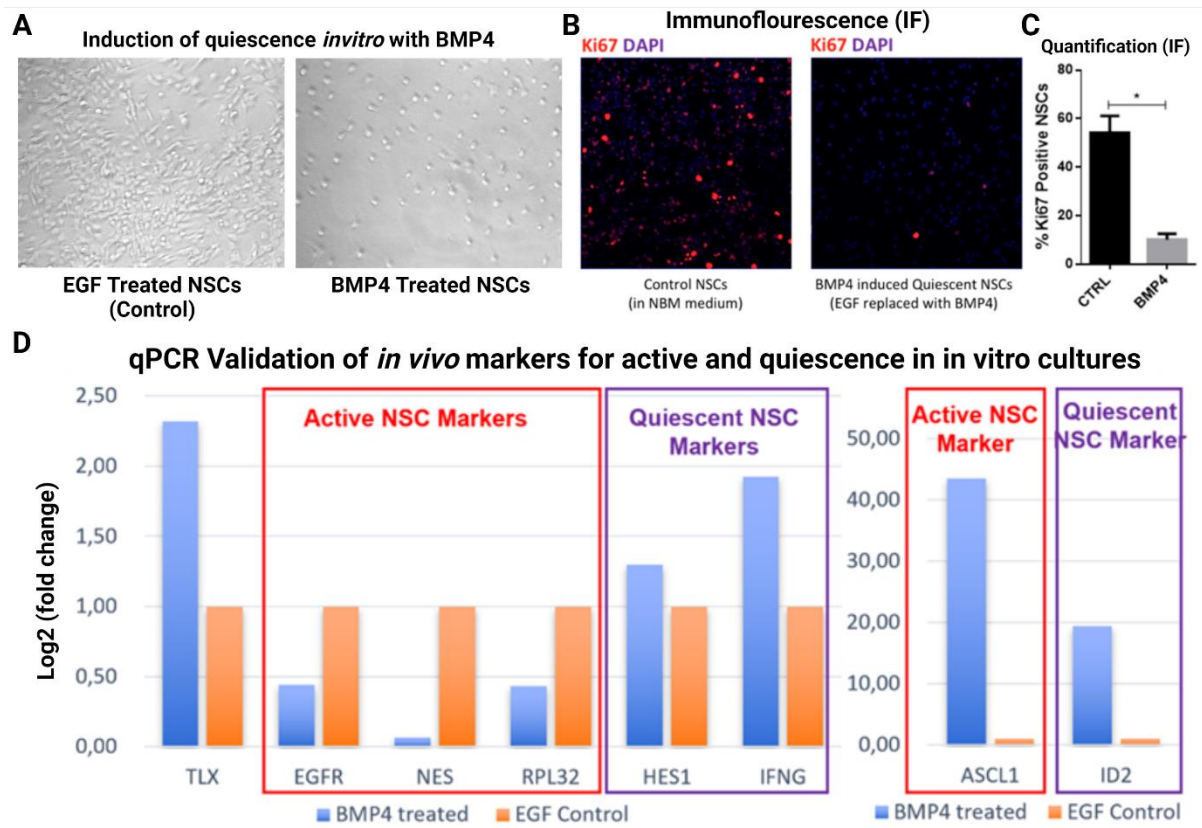 A
Induction of quiescence invitro with BMP4
EGF Treated NSCs
(Control)
BMP4 Treated NSCs
B
Immunoflourescence (IF)
Ki67 DAPI
Ki67 DAPI
Control NSCs
(in NBM medium)
BMP4 induced Quiescent NSCs
(EGF replaced with BMP4)
C
Quantification (IF)
% Ki67 Positive NSCs
80
60
40
20
0
*
CTRL
BMP4
D
qPCR Validation of in vivo markers for active and quiescence in in vitro cultures
Log2 (fold change)
2,50
2,00
1,50
1,00
0,50
0,00
Active NSC Markers
Quiescent NSC
Markers
TLX
EGFR
NES
RPL32
HES1
IFNG
BMP4 treated
EGF Control
50,00
40,00
30,00
20,00
10,00
0,00
Active NSC
Marker
Quiescent
NSC Marker
ASCL1
ID2
BMP4 treated
EGF Control